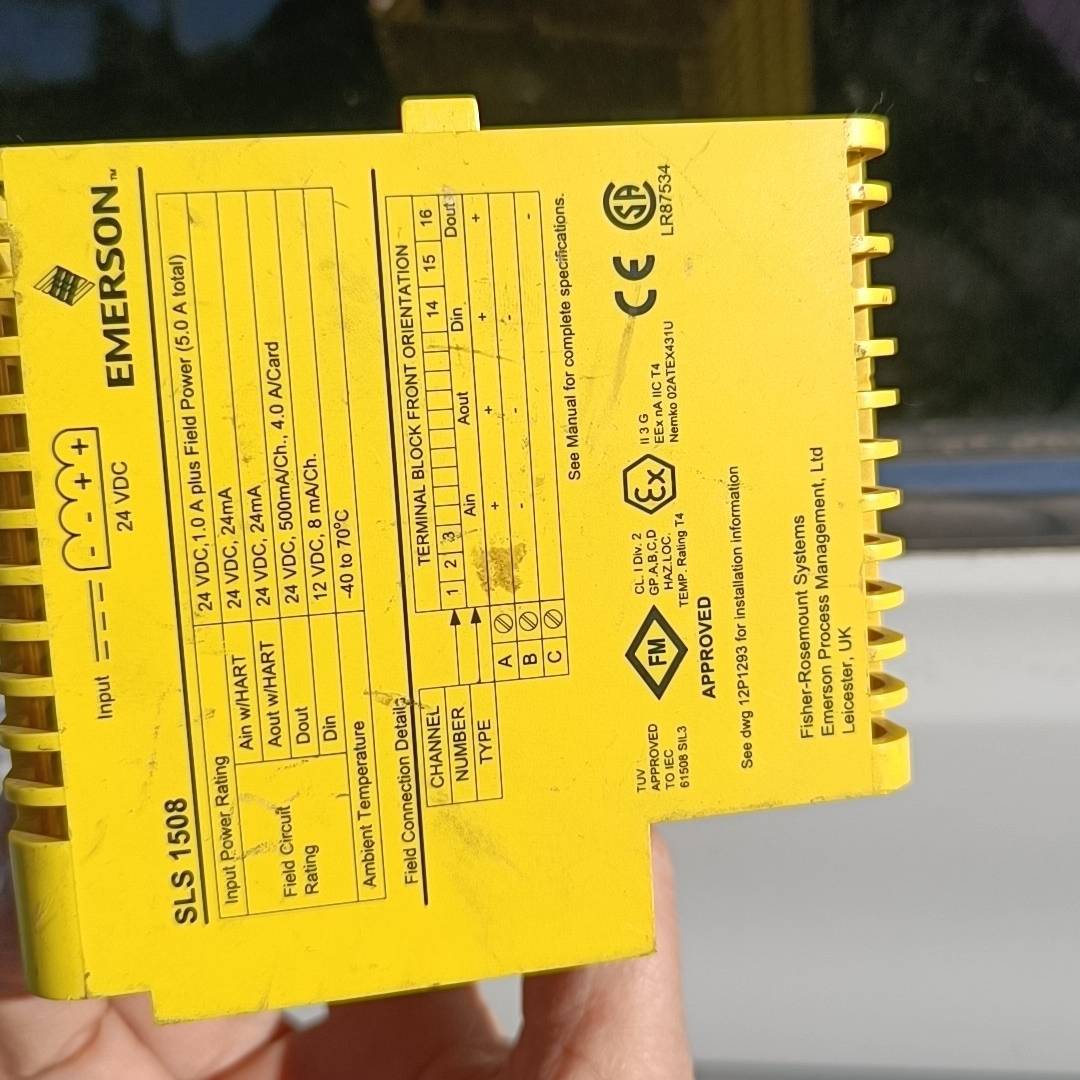 Input
- - + +
24 VDC
EMERSON™
SLS 1508
Input Power Rating 24 VDC, 1.0 A plus Field Power (5.0 A total)
Field Circuit Rating
Ain w/HART 24 VDC, 24mA
Aout w/HART 24 VDC, 24mA
Dout 24 VDC, 500mA/Ch., 4.0 A/Card
Din 12 VDC, 8 mA/Ch.
Ambient Temperature -40 to 70°C
Field Connection Details
TERMINAL BLOCK FRONT ORIENTATION
CHANNEL NUMBER 1 2 3 14 15 16
TYPE Ain Aout Din Dout
A + + + +
B - - - -
C
See Manual for complete specifications.
TUV
APPROVED
TO IEC
61508 SIL3
FM
APPROVED
CL. I Div. 2
GP. A,B,C,D
HAZ LOC.
TEMP. Rating T4
Ex
II 3 G
EEx nA IIC T4
Nemko 02ATEX431U
CE
SA
LR87534
See dwg 12P1293 for installation Information
Fisher-Rosemount Systems
Emerson Process Management, Ltd
Leicester, UK